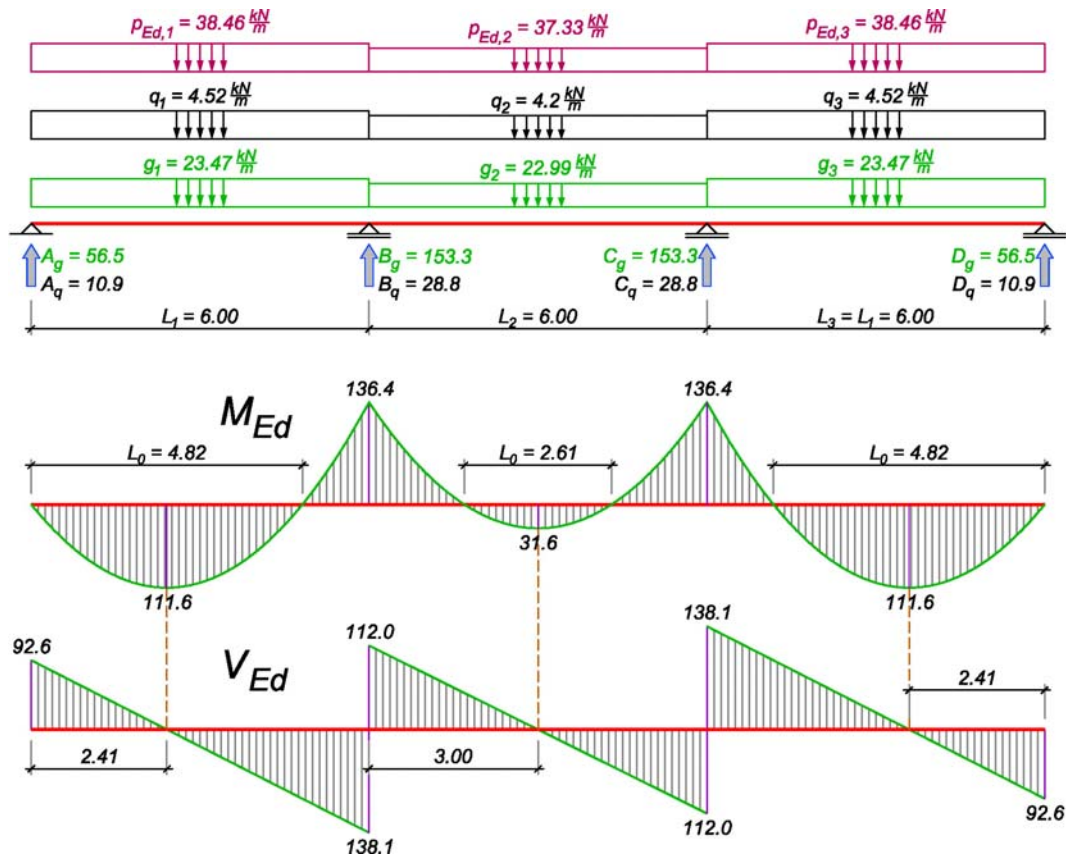 p_Ed,1 = 38.46 kN/m
p_Ed,2 = 37.33 kN/m
p_Ed,3 = 38.46 kN/m
q_1 = 4.52 kN/m
q_2 = 4.2 kN/m
q_3 = 4.52 kN/m
g_1 = 23.47 kN/m
g_2 = 22.99 kN/m
g_3 = 23.47 kN/m
A_g = 56.5
B_g = 153.3
C_g = 153.3
D_g = 56.5
A_q = 10.9
B_q = 28.8
C_q = 28.8
D_q = 10.9
L_1 = 6.00
L_2 = 6.00
L_3 = L_1 = 6.00
136.4
136.4
M_Ed
L_0 = 4.82
L_0 = 2.61
L_0 = 4.82
31.6
111.6
111.6
92.6
112.0
138.1
V_Ed
2.41
2.41
3.00
138.1
112.0
92.6